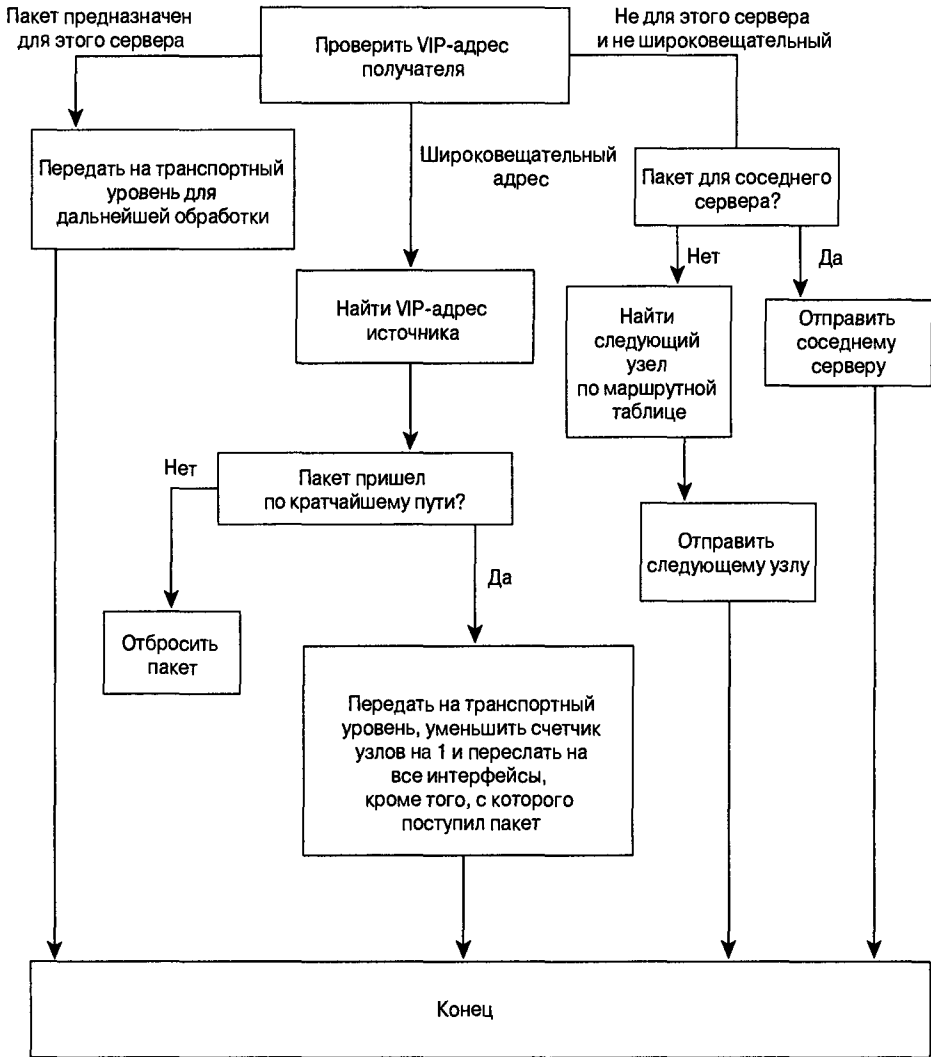 Пакет предназначен
для этого сервера
Проверить VIP-адрес
получателя
Не для этого сервера
и не широковещательный
Передать на транспортный
уровень для
дальнейшей обработки
Широковещательный
адрес
Пакет для соседнего
сервера?
Нет
Да
Найти VIP-адрес
источника
Найти
следующий
узел
по маршрутной
таблице
Отправить
соседнему
серверу
Нет
Пакет пришел
по кратчайшему пути?
Да
Отправить
следующему узлу
Отбросить
пакет
Передать на транспортный
уровень, уменьшить счетчик
узлов на 1 и переслать на
все интерфейсы,
кроме того, с которого
поступил пакет
Конец